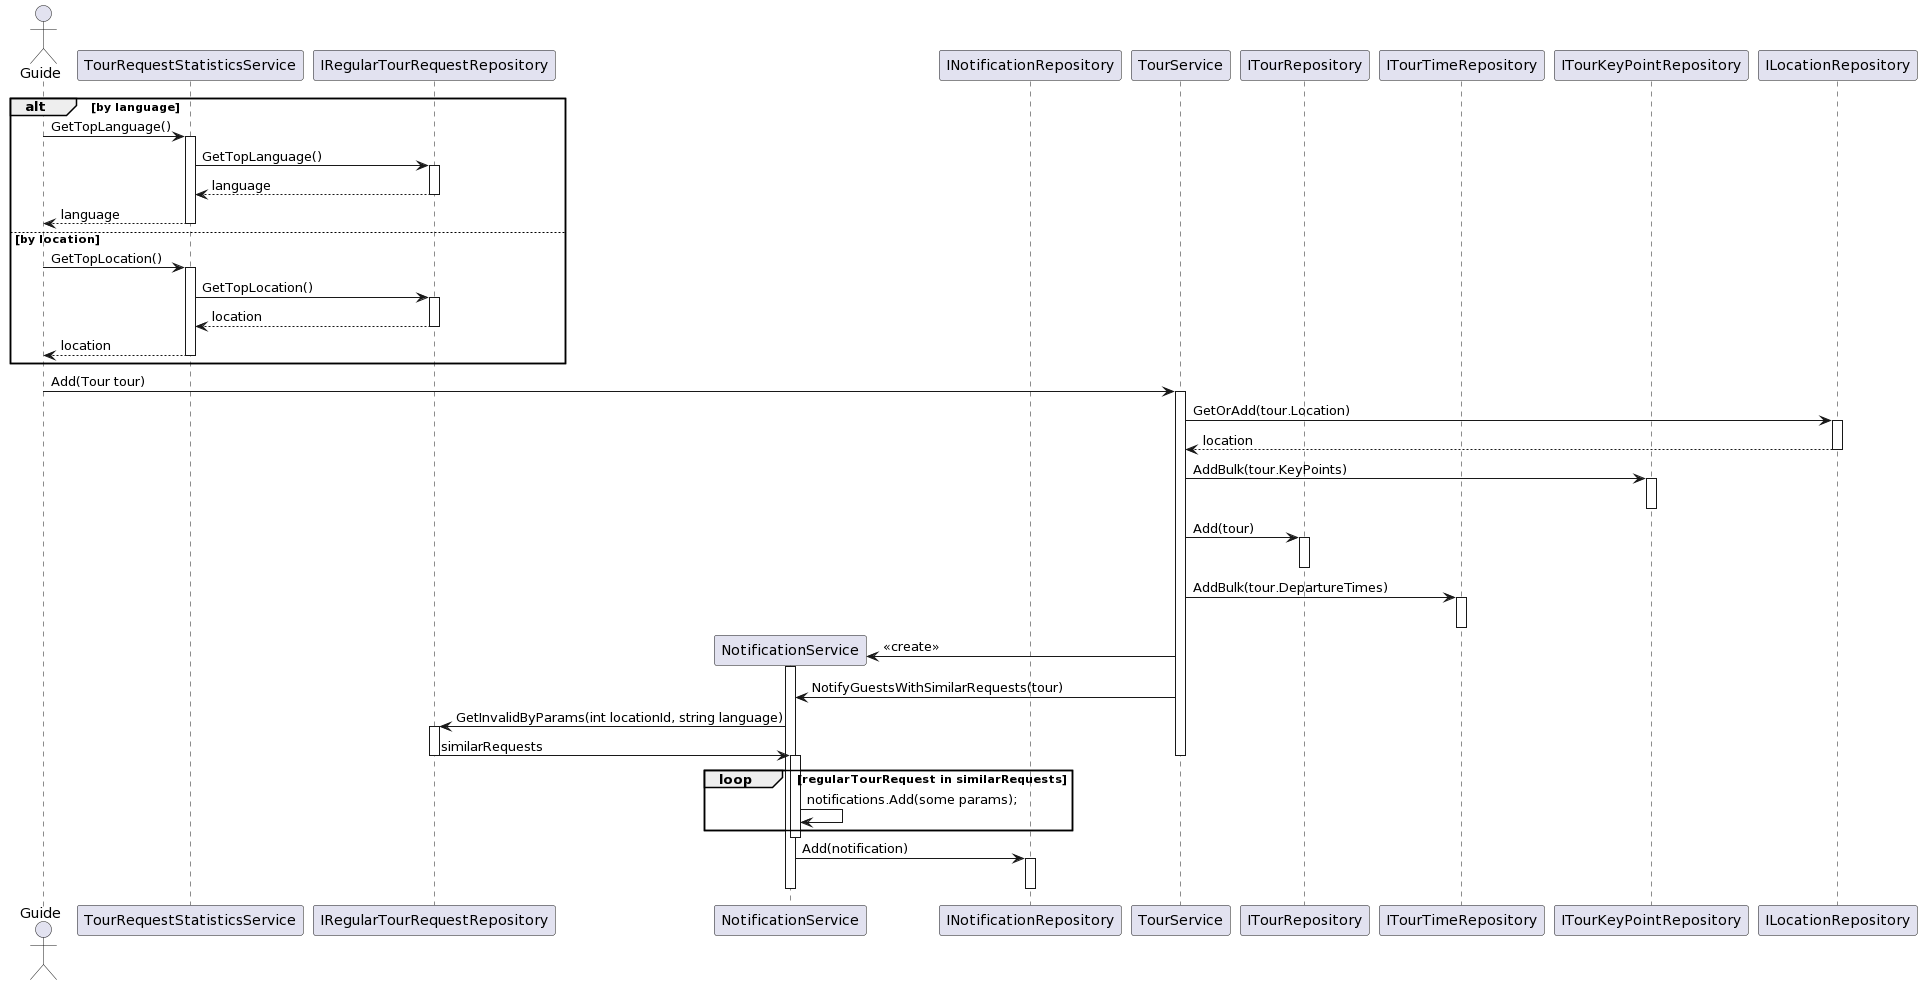 Guide
TourRequestStatisticsService
IRegularTourRequestRepository
INotificationRepository
TourService
ITourRepository
ITourTimeRepository
ITourKeyPointRepository
ILocationRepository
alt [by language]
GetTopLanguage()
GetTopLanguage()
language
language
[by location]
GetTopLocation()
GetTopLocation()
location
location
Add(Tour tour)
GetOrAdd(tour.Location)
location
AddBulk(tour.KeyPoints)
Add(tour)
AddBulk(tour.DepartureTimes)
NotificationService
«create»
NotifyGuestsWithSimilarRequests(tour)
GetInvalidByParams(int locationId, string language)
similarRequests
loop [regularTourRequest in similarRequests]
notifications.Add(some params);
Add(notification)
Guide
TourRequestStatisticsService
IRegularTourRequestRepository
NotificationService
INotificationRepository
TourService
ITourRepository
ITourTimeRepository
ITourKeyPointRepository
ILocationRepository